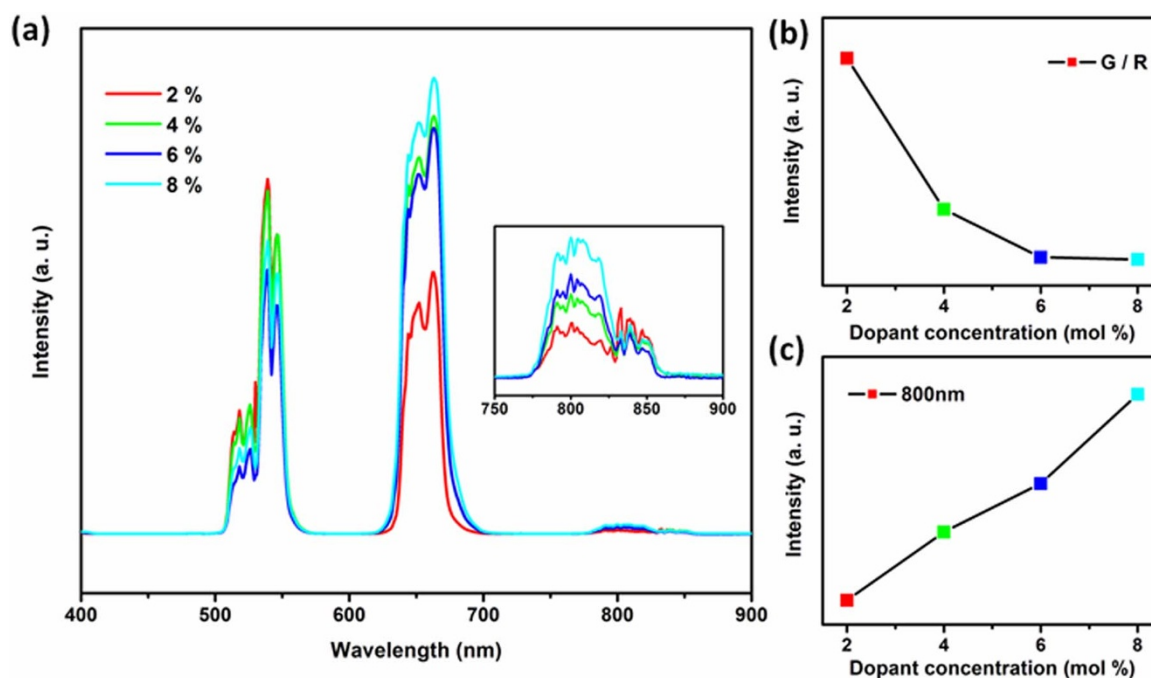 (a)
2 %
4 %
6 %
8 %
Intensity (a. u.)
400
500
600
700
800
900
Wavelength (nm)
750
800
850
900
(b)
G / R
Intensity (a. u.)
2
4
6
8
Dopant concentration (mol %)
(c)
800nm
Intensity (a. u.)
2
4
6
8
Dopant concentration (mol %)